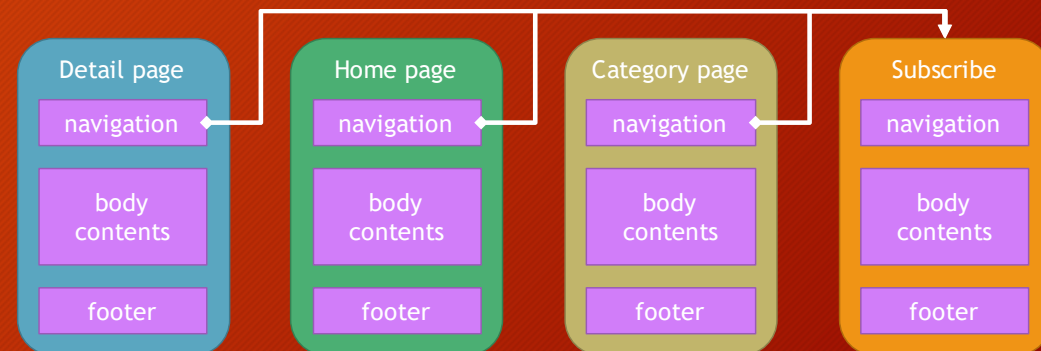 Detail page
navigation
body
contents
footer
Home page
navigation
body
contents
footer
Category page
navigation
body
contents
footer
Subscribe
navigation
body
contents
footer